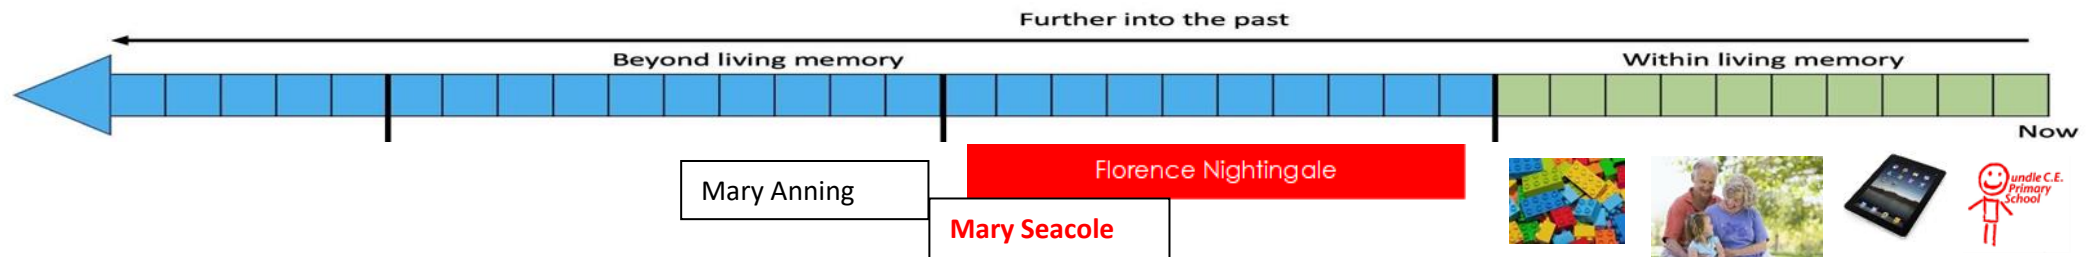 Further into the past
Beyond living memory
Within living memory
Now
Florence Nightingale
Mary Anning
Mary Seacole
undle C.E.
Primary
School